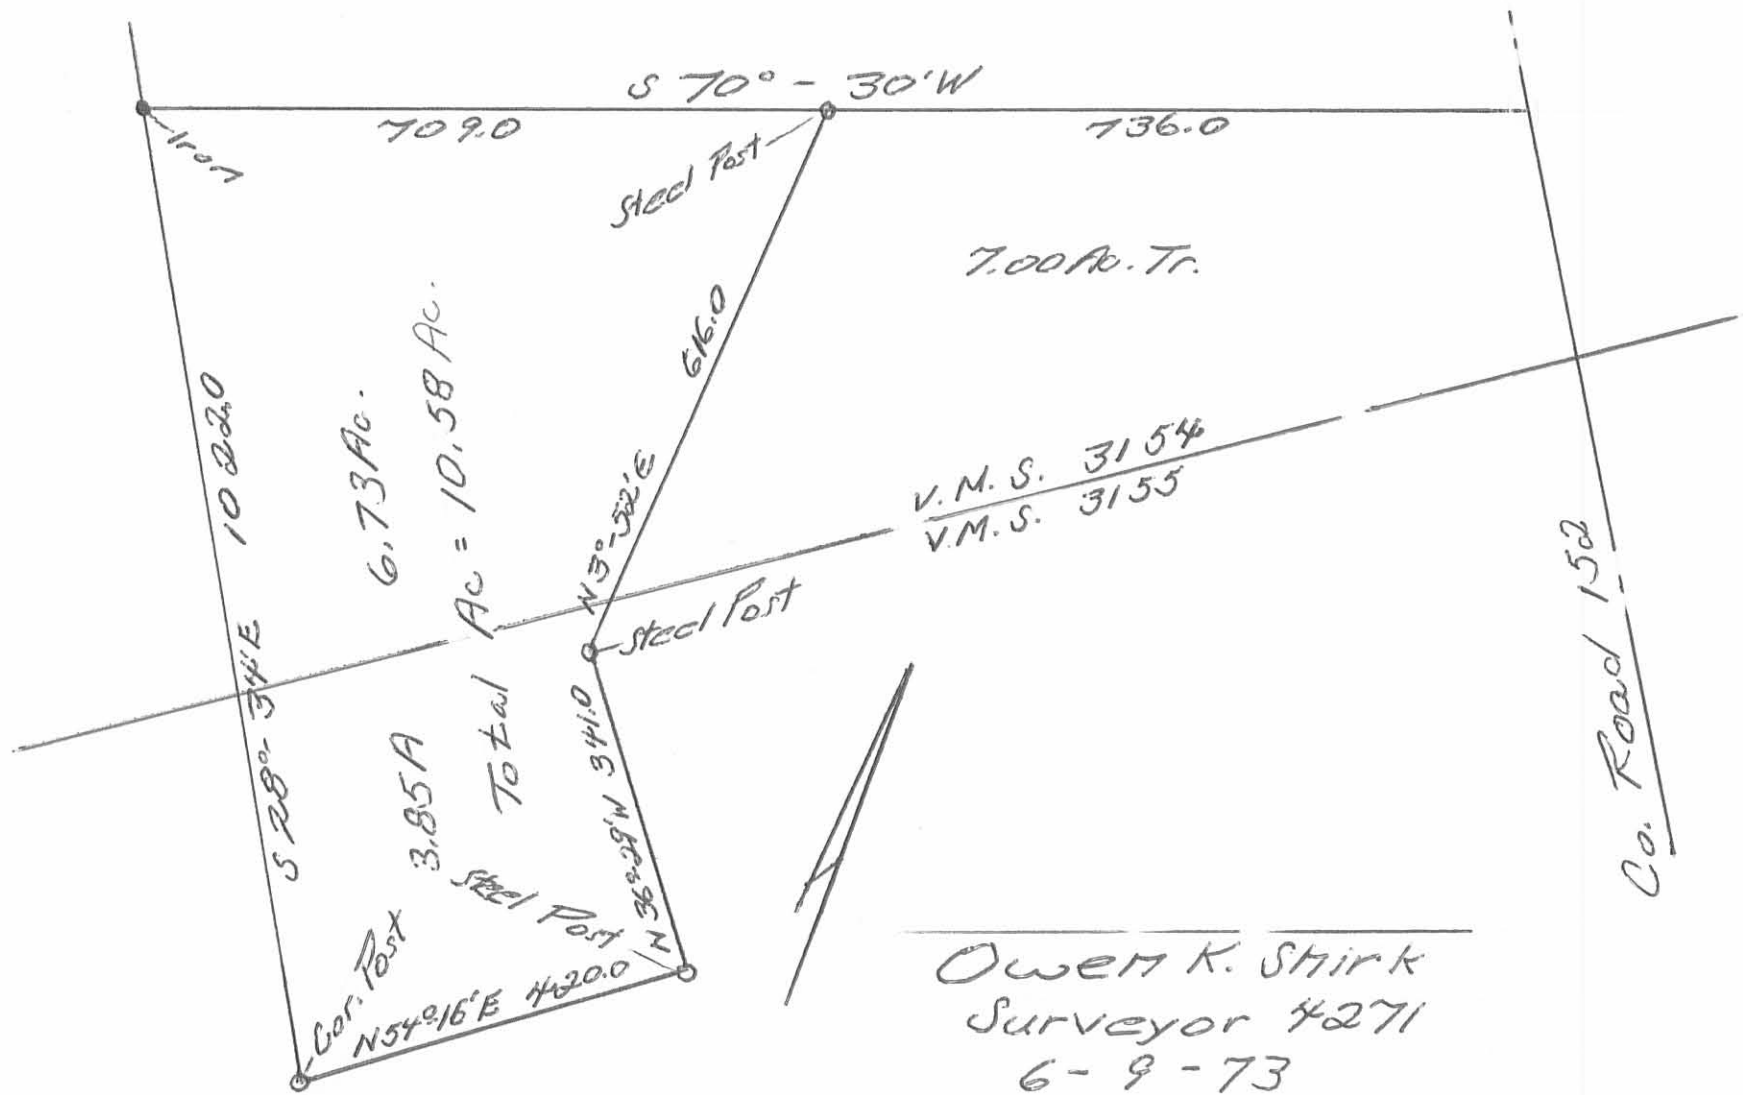 S 70° - 30'W
709.0
736.0
Iron
Steel Post
7.00 Ac. Tr.
616.0
N 3°-52'E
S 28°-34'E 1022.0
6.73 Ac.
Total Ac = 10.58 Ac.
V.M.S. 3154
V.M.S. 3155
Steel Post
3.85 A
N 36°-29'W 341.0
Steel Post
Cor. Post
N54°-16'E 420.0
Co. Road 152
Owen K. Shirk
Surveyor 4271
6 - 9 - 73